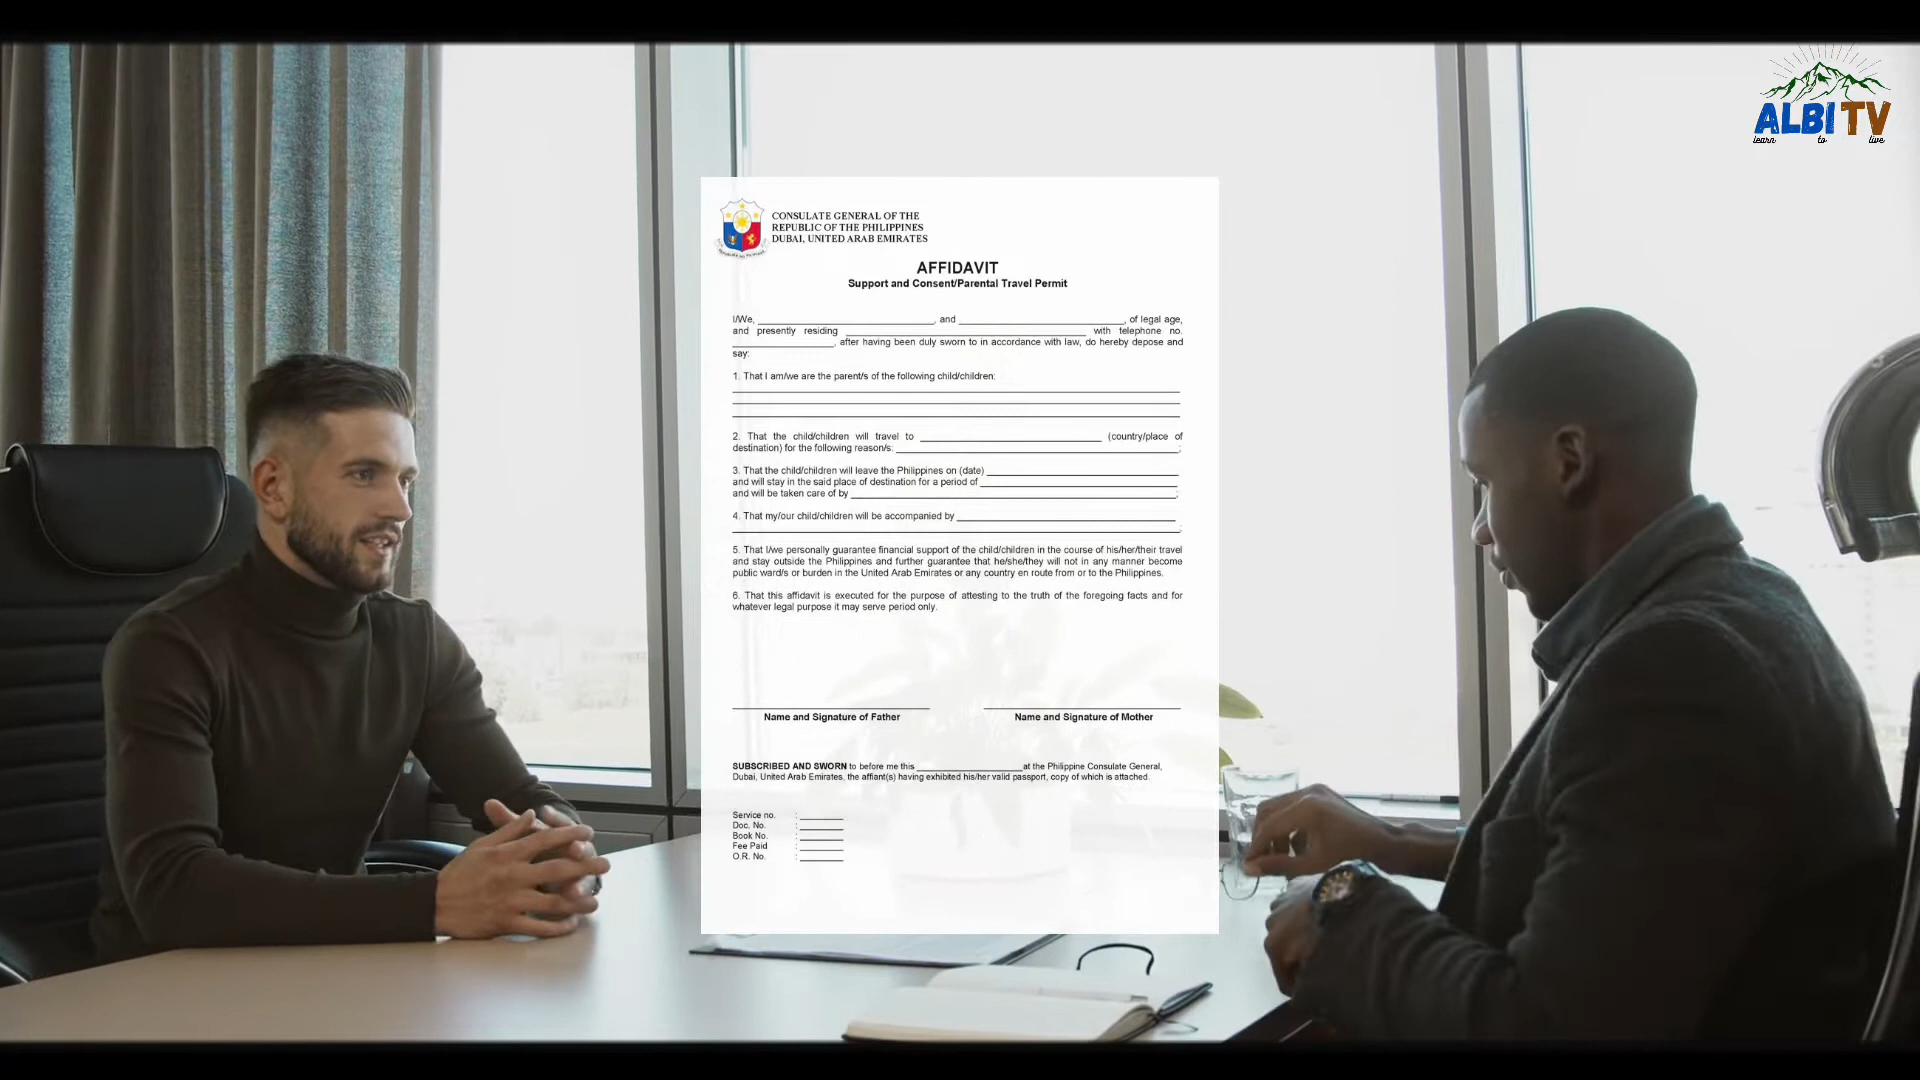 ALBI TV
learn to live
CONSULATE GENERAL OF THE
REPUBLIC OF THE PHILIPPINES
DUBAI, UNITED ARAB EMIRATES
AFFIDAVIT
Support and Consent/Parental Travel Permit
I/We, ________________, and ________________, of legal age,
and presently residing ________________ with telephone no.
________________, after having been duly sworn to in accordance with law, do hereby depose and
say:
1. That I am/we are the parent/s of the following child/children:
2. That the child/children will travel to ________________ (country/place of
destination) for the following reason/s: ________________;
3. That the child/children will leave the Philippines on (date) ________________
and will stay in the said place of destination for a period of ________________
and will be taken care of by ________________;
4. That my/our child/children will be accompanied by ________________
________________;
5. That I/we personally guarantee financial support of the child/children in the course of his/her/their travel
and stay outside the Philippines and further guarantee that he/she/they will not in any manner become
public ward/s or burden in the United Arab Emirates or any country en route from or to the Philippines.
6. That this affidavit is executed for the purpose of attesting to the truth of the foregoing facts and for
whatever legal purpose it may serve period only.
Name and Signature of Father
Name and Signature of Mother
SUBSCRIBED AND SWORN to before me this ________________at the Philippine Consulate General,
Dubai, United Arab Emirates, the affiant(s) having exhibited his/her valid passport, copy of which is attached.
Service no. : ________
Doc. No. : ________
Book No. : ________
Fee Paid : ________
O.R. No. : ________